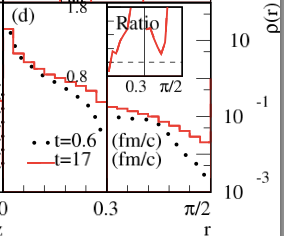 1.8
(d)
Ratio
10
ρ(r)
0.8
0.3 π/2
10 -1
t=0.6 (fm/c)
t=17 (fm/c)
10 -3
0 0.3 π/2
z r